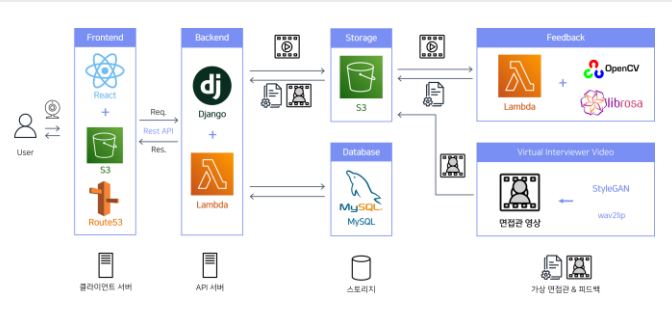 Frontend
Backend
Storage
Feedback
React
+
S3
Route53
User
Req.
Rest API
Res.
dj
Django
+
Lambda
S3
Lambda
+
OpenCV
librosa
Database
MySQL
MySQL
Virtual Interviewer Video
면접관 영상
StyleGAN
wav2lip
클라이언트 서버
API 서버
스토리지
가상 면접관 & 피드백